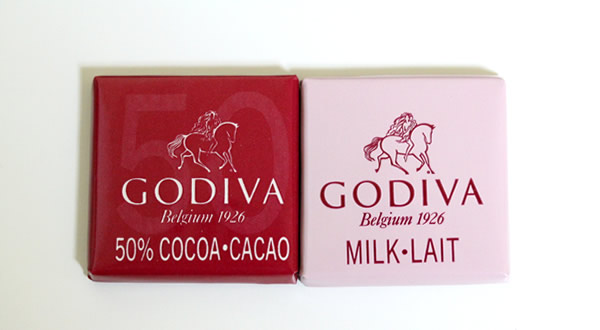 50
GODIVA
Belgium 1926
50% COCOA•CACAO
GODIVA
Belgium 1926
MILK•LAIT